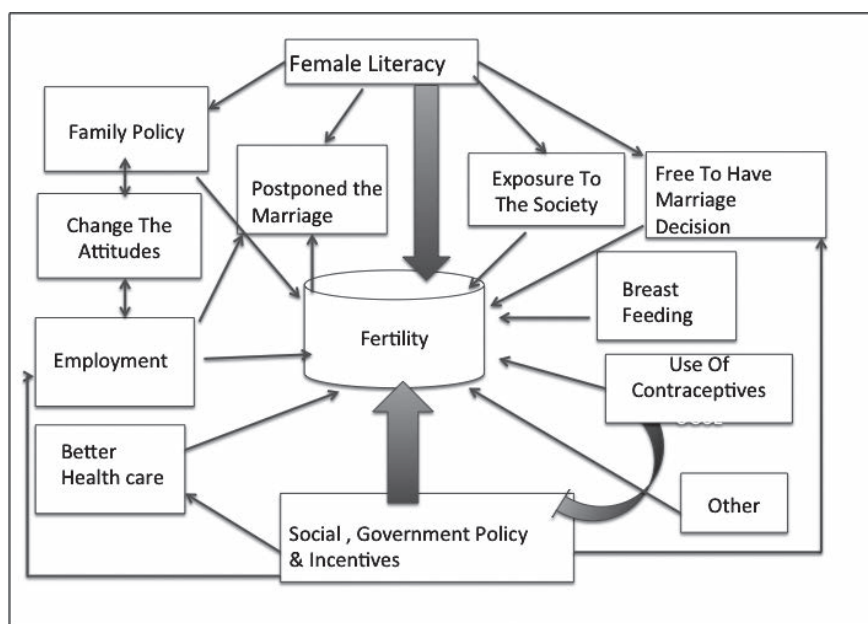 Female Literacy
Family Policy
Postponed the
Marriage
Exposure To
The Society
Free To Have
Marriage
Decision
Change The
Attitudes
Breast
Feeding
Fertility
Employment
Use Of
Contraceptives
Better
Health care
Other
Social , Government Policy
& Incentives